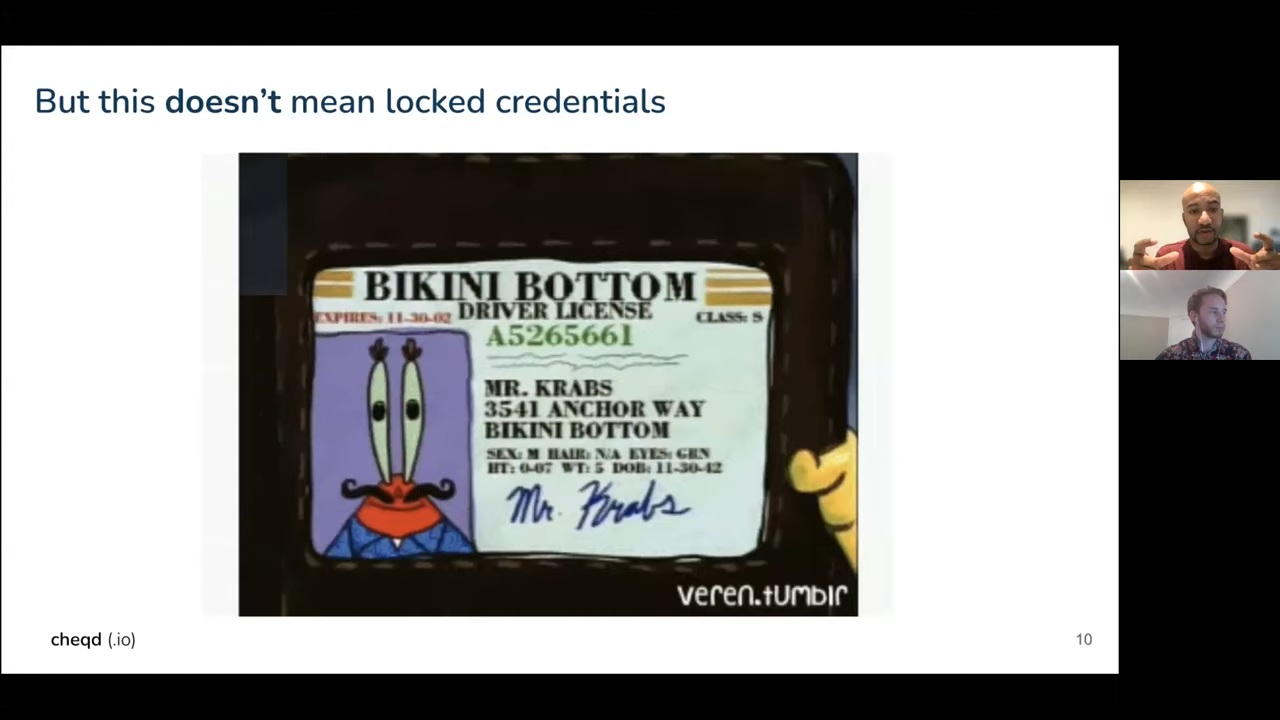 But this doesn't mean locked credentials
BIKINI BOTTOM
DRIVER LICENSE
EXPIRES: 11-30-02
CLASS: S
A5265661
MR. KRABS
3541 ANCHOR WAY
BIKINI BOTTOM
SEX: M HAIR: N/A EYES: GRN
HT: 0-07 WT: 5 DOB: 11-30-42
Mr. Krabs
veren.tumblr
cheqd (.io)
10